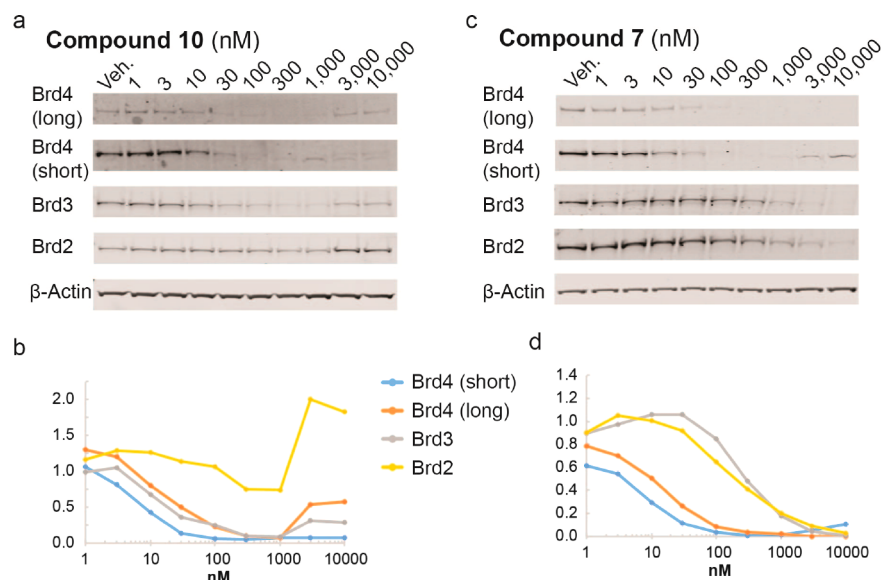 a
Compound 10 (nM)
Veh. 1 3 10 30 100 300 1,000 3,000 10,000
Brd4
(long)
Brd4
(short)
Brd3
Brd2
β-Actin
c
Compound 7 (nM)
Veh. 1 3 10 30 100 300 1,000 3,000 10,000
Brd4
(long)
Brd4
(short)
Brd3
Brd2
β-Actin
b
2.0
1.5
1.0
0.5
0.0
1 10 100 1000 10000
nM
Brd4 (short)
Brd4 (long)
Brd3
Brd2
d
1.4
1.2
1.0
0.8
0.6
0.4
0.2
0.0
1 10 100 1000 10000
nM